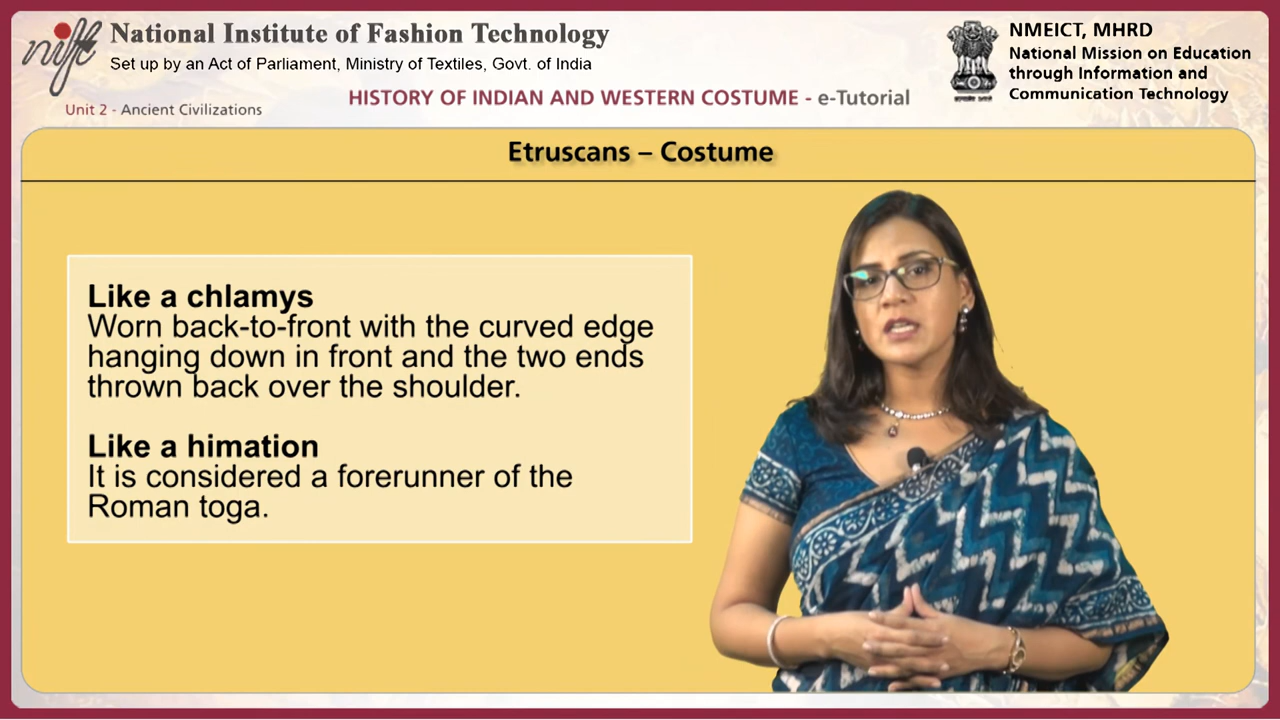 nift
National Institute of Fashion Technology
Set up by an Act of Parliament, Ministry of Textiles, Govt. of India
Unit 2 - Ancient Civilizations
HISTORY OF INDIAN AND WESTERN COSTUME - e-Tutorial
NMEICT, MHRD
National Mission on Education
through Information and
Communication Technology
Etruscans – Costume
Like a chlamys
Worn back-to-front with the curved edge
hanging down in front and the two ends
thrown back over the shoulder.
Like a himation
It is considered a forerunner of the
Roman toga.